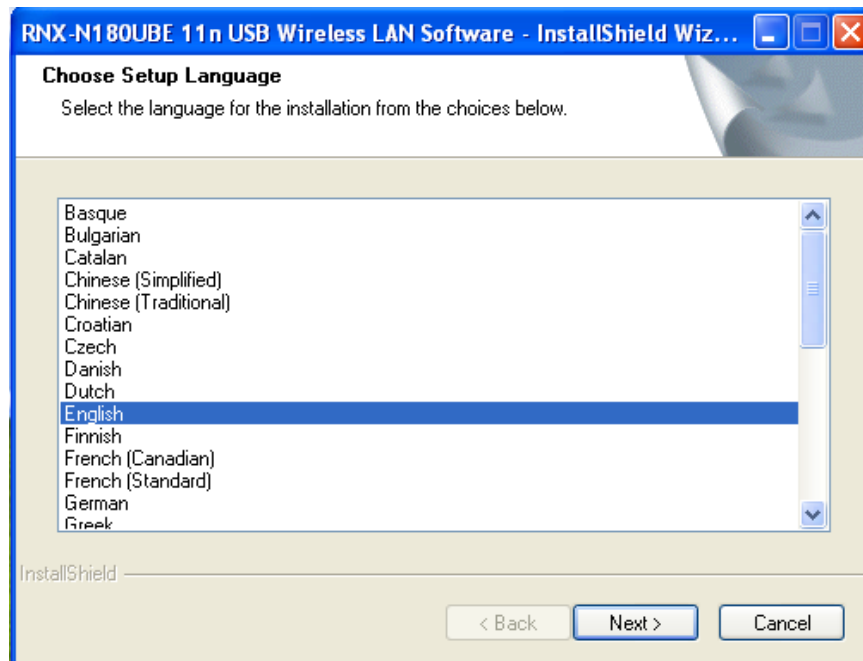 RNX-N180UBE 11n USB Wireless LAN Software - InstallShield Wiz...
Choose Setup Language
Select the language for the installation from the choices below.
Basque
Bulgarian
Catalan
Chinese (Simplified)
Chinese (Traditional)
Croatian
Czech
Danish
Dutch
English
Finnish
French (Canadian)
French (Standard)
German
Greek
InstallShield
< Back Next > Cancel